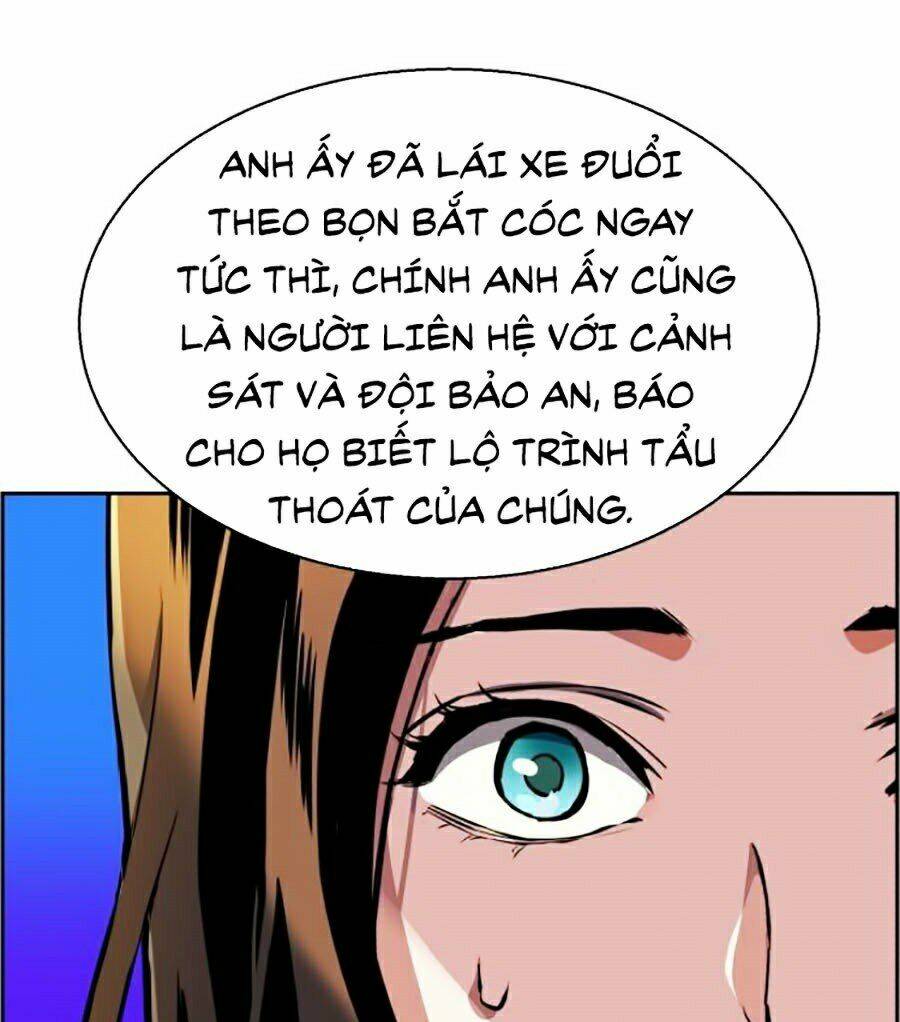 ANH ẤY ĐÃ LÁI XE ĐUỔI
THEO BỌN BẮT CÓC NGAY
TỨC THÌ, CHÍNH ANH ẤY CŨNG
LÀ NGƯỜI LIÊN HỆ VỚI CẢNH
SÁT VÀ ĐỘI BẢO AN, BÁO
CHO HỌ BIẾT LỘ TRÌNH TẨU
THOÁT CỦA CHÚNG.